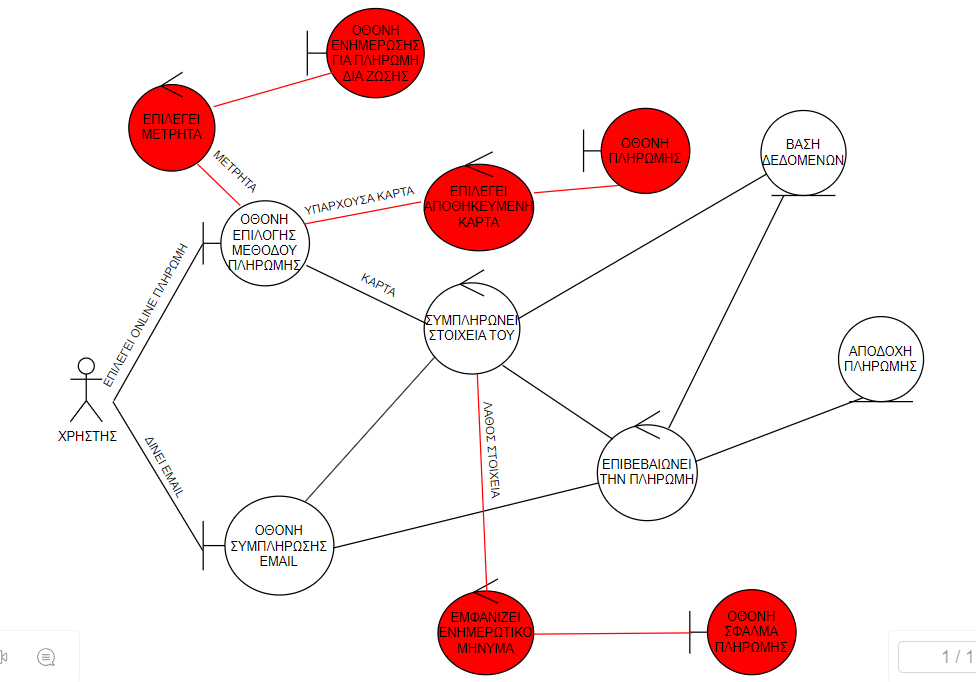 ΟΘΟΝΗ
ΕΝΗΜΕΡΩΣΗΣ
ΓΙΑ ΠΛΗΡΩΜΗ
ΔΙΑ ΖΩΣΗΣ
ΕΠΙΛΕΓΕΙ
ΜΕΤΡΗΤΑ
ΜΕΤΡΗΤΑ
ΟΘΟΝΗ
ΠΛΗΡΩΜΗΣ
ΒΑΣΗ
ΔΕΔΟΜΕΝΩΝ
ΥΠΑΡΧΟΥΣΑ ΚΑΡΤΑ
ΕΠΙΛΕΓΕΙ
ΑΠΟΘΗΚΕΥΜΕΝΗ
ΚΑΡΤΑ
ΟΘΟΝΗ
ΕΠΙΛΟΓΗΣ
ΜΕΘΟΔΟΥ
ΠΛΗΡΩΜΗΣ
ΚΑΡΤΑ
ΕΠΙΛΕΓΕΙ ONLINE ΠΛΗΡΩΜΗ
ΣΥΜΠΛΗΡΩΝΕΙ
ΣΤΟΙΧΕΙΑ ΤΟΥ
ΑΠΟΔΟΧΗ
ΠΛΗΡΩΜΗΣ
ΧΡΗΣΤΗΣ
ΔΙΝΕΙ EMAIL
ΛΑΘΟΣ ΣΤΟΙΧΕΙΑ
ΕΠΙΒΕΒΑΙΩΝΕΙ
ΤΗΝ ΠΛΗΡΩΜΗ
ΟΘΟΝΗ
ΣΥΜΠΛΗΡΩΣΗΣ
EMAIL
ΕΜΦΑΝΙΖΕΙ
ΕΝΗΜΕΡΩΤΙΚΟ
ΜΗΝΥΜΑ
ΟΘΟΝΗ
ΣΦΑΛΜΑ
ΠΛΗΡΩΜΗΣ
1 / 1